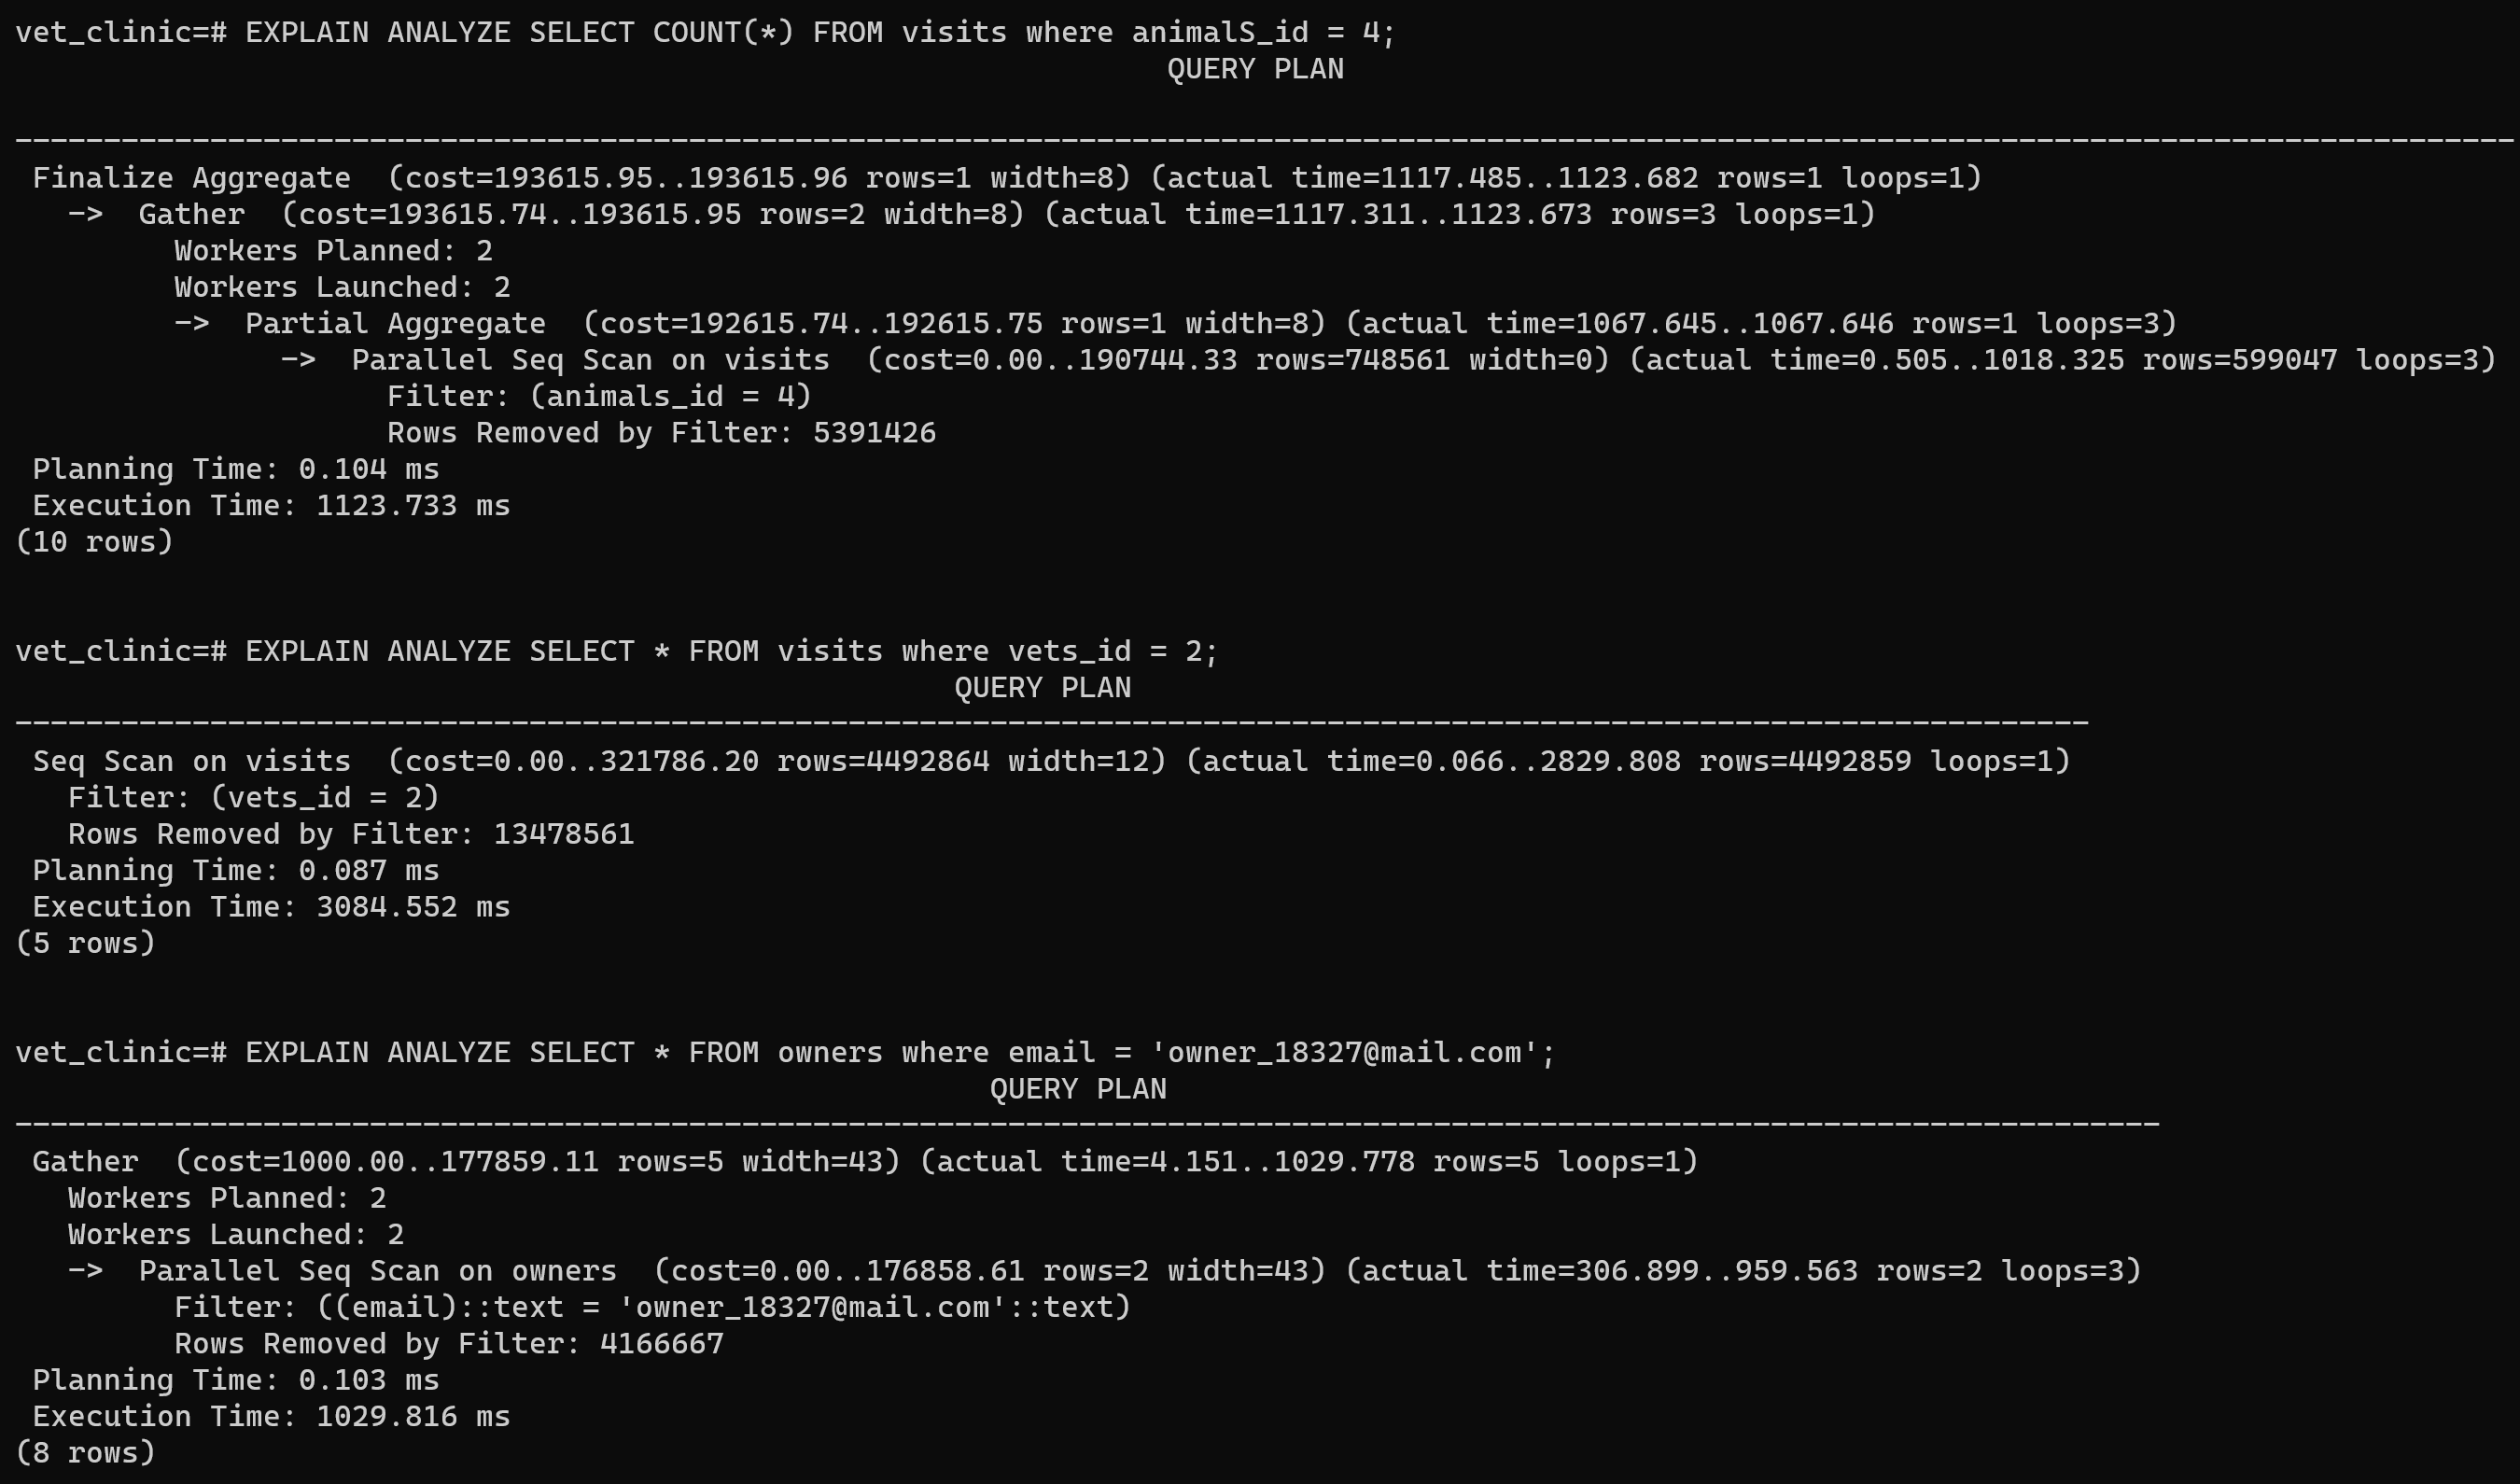 vet_clinic=# EXPLAIN ANALYZE SELECT COUNT(*) FROM visits where animalS_id = 4;
QUERY PLAN
---------------------------------------------------------------------------------------------------------------------------------------------
Finalize Aggregate  (cost=193615.95..193615.96 rows=1 width=8) (actual time=1117.485..1123.682 rows=1 loops=1)
  ->  Gather  (cost=193615.74..193615.95 rows=2 width=8) (actual time=1117.311..1123.673 rows=3 loops=1)
        Workers Planned: 2
        Workers Launched: 2
        ->  Partial Aggregate  (cost=192615.74..192615.75 rows=1 width=8) (actual time=1067.645..1067.646 rows=1 loops=3)
              ->  Parallel Seq Scan on visits  (cost=0.00..190744.33 rows=748561 width=0) (actual time=0.505..1018.325 rows=599047 loops=3)
                    Filter: (animals_id = 4)
                    Rows Removed by Filter: 5391426
Planning Time: 0.104 ms
Execution Time: 1123.733 ms
(10 rows)
vet_clinic=# EXPLAIN ANALYZE SELECT * FROM visits where vets_id = 2;
QUERY PLAN
---------------------------------------------------------------------------------------------------------------------
Seq Scan on visits  (cost=0.00..321786.20 rows=4492864 width=12) (actual time=0.066..2829.808 rows=4492859 loops=1)
  Filter: (vets_id = 2)
  Rows Removed by Filter: 13478561
Planning Time: 0.087 ms
Execution Time: 3084.552 ms
(5 rows)
vet_clinic=# EXPLAIN ANALYZE SELECT * FROM owners where email = 'owner_18327@mail.com';
QUERY PLAN
-------------------------------------------------------------------------------------------------------------------------
Gather  (cost=1000.00..177859.11 rows=5 width=43) (actual time=4.151..1029.778 rows=5 loops=1)
  Workers Planned: 2
  Workers Launched: 2
  ->  Parallel Seq Scan on owners  (cost=0.00..176858.61 rows=2 width=43) (actual time=306.899..959.563 rows=2 loops=3)
        Filter: ((email)::text = 'owner_18327@mail.com'::text)
        Rows Removed by Filter: 4166667
Planning Time: 0.103 ms
Execution Time: 1029.816 ms
(8 rows)